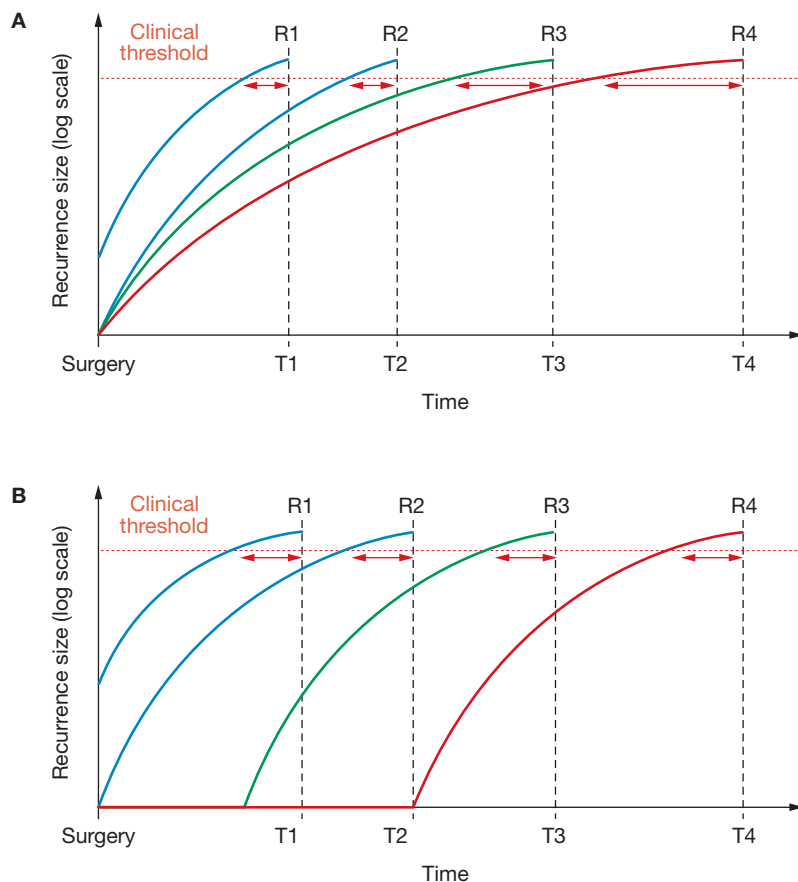 A
Clinical
threshold
R1
R2
R3
R4
Recurrence size (log scale)
Surgery
T1
T2
T3
T4
Time
B
Clinical
threshold
R1
R2
R3
R4
Recurrence size (log scale)
Surgery
T1
T2
T3
T4
Time